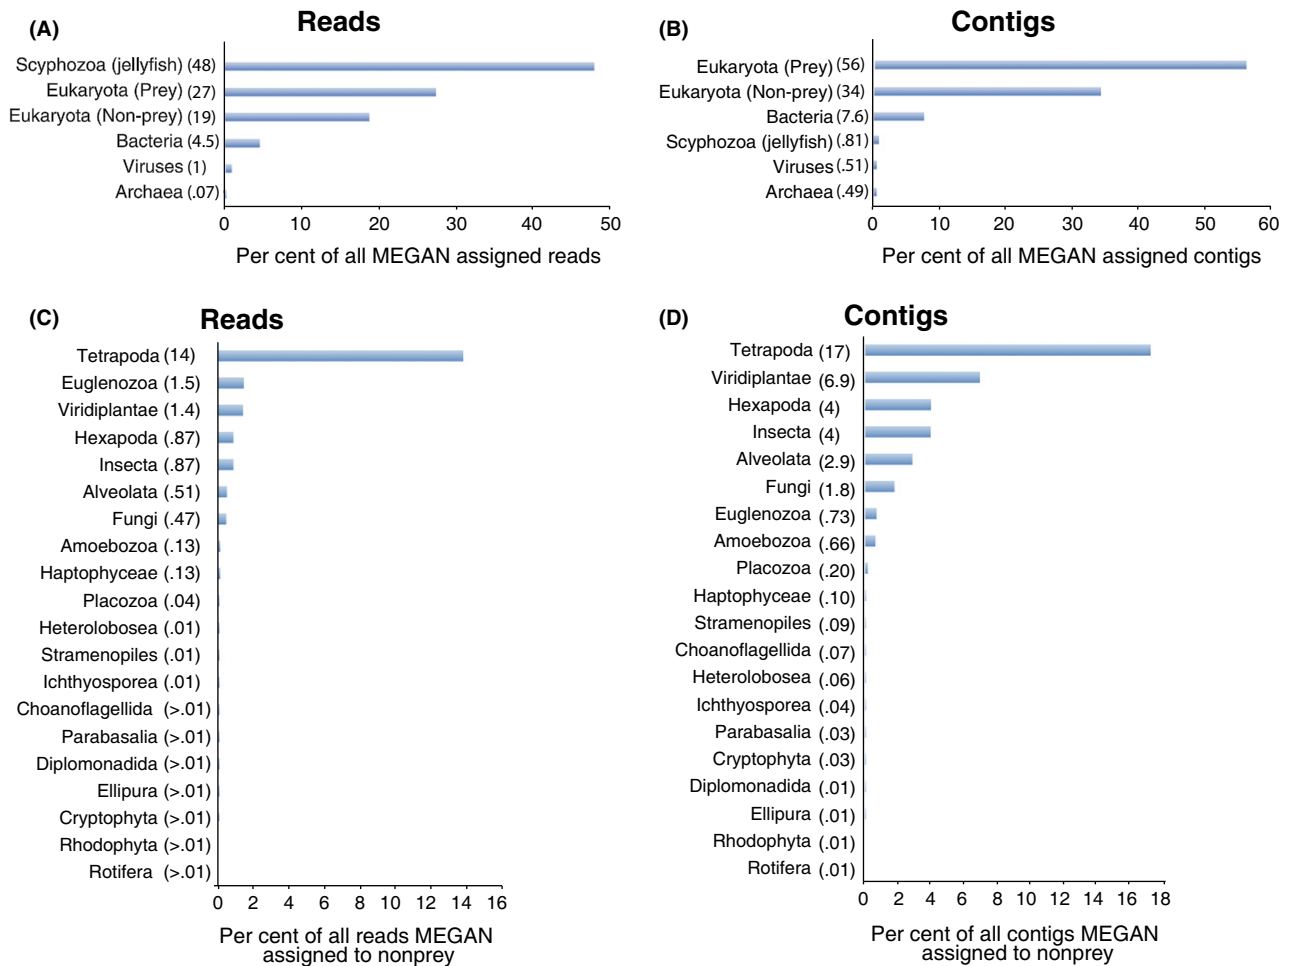 (A) Reads
Scyphozoa (jellyfish) (48)
Eukaryota (Prey) (27)
Eukaryota (Non-prey) (19)
Bacteria (4.5)
Viruses (1)
Archaea (.07)
0 10 20 30 40 50
Per cent of all MEGAN assigned reads
(B) Contigs
Eukaryota (Prey) (56)
Eukaryota (Non-prey) (34)
Bacteria (7.6)
Scyphozoa (jellyfish) (.81)
Viruses (.51)
Archaea (.49)
0 10 20 30 40 50 60
Per cent of all MEGAN assigned contigs
(C) Reads
Tetrapoda (14)
Euglenozoa (1.5)
Viridiplantae (1.4)
Hexapoda (.87)
Insecta (.87)
Alveolata (.51)
Fungi (.47)
Amoebozoa (.13)
Haptophyceae (.13)
Placozoa (.04)
Heterolobosea (.01)
Stramenopiles (.01)
Ichthyosporea (.01)
Choanoflagellida (>.01)
Parabasalia (>.01)
Diplomonadida (>.01)
Ellipura (>.01)
Cryptophyta (>.01)
Rhodophyta (>.01)
Rotifera (>.01)
0 2 4 6 8 10 12 14 16
Per cent of all reads MEGAN
assigned to nonprey
(D) Contigs
Tetrapoda (17)
Viridiplantae (6.9)
Hexapoda (4)
Insecta (4)
Alveolata (2.9)
Fungi (1.8)
Euglenozoa (.73)
Amoebozoa (.66)
Placozoa (.20)
Haptophyceae (.10)
Stramenopiles (.09)
Choanoflagellida (.07)
Heterolobosea (.06)
Ichthyosporea (.04)
Parabasalia (.03)
Cryptophyta (.03)
Diplomonadida (.01)
Ellipura (.01)
Rhodophyta (.01)
Rotifera (.01)
0 2 4 6 8 10 12 14 16 18
Per cent of all contigs MEGAN
assigned to nonprey